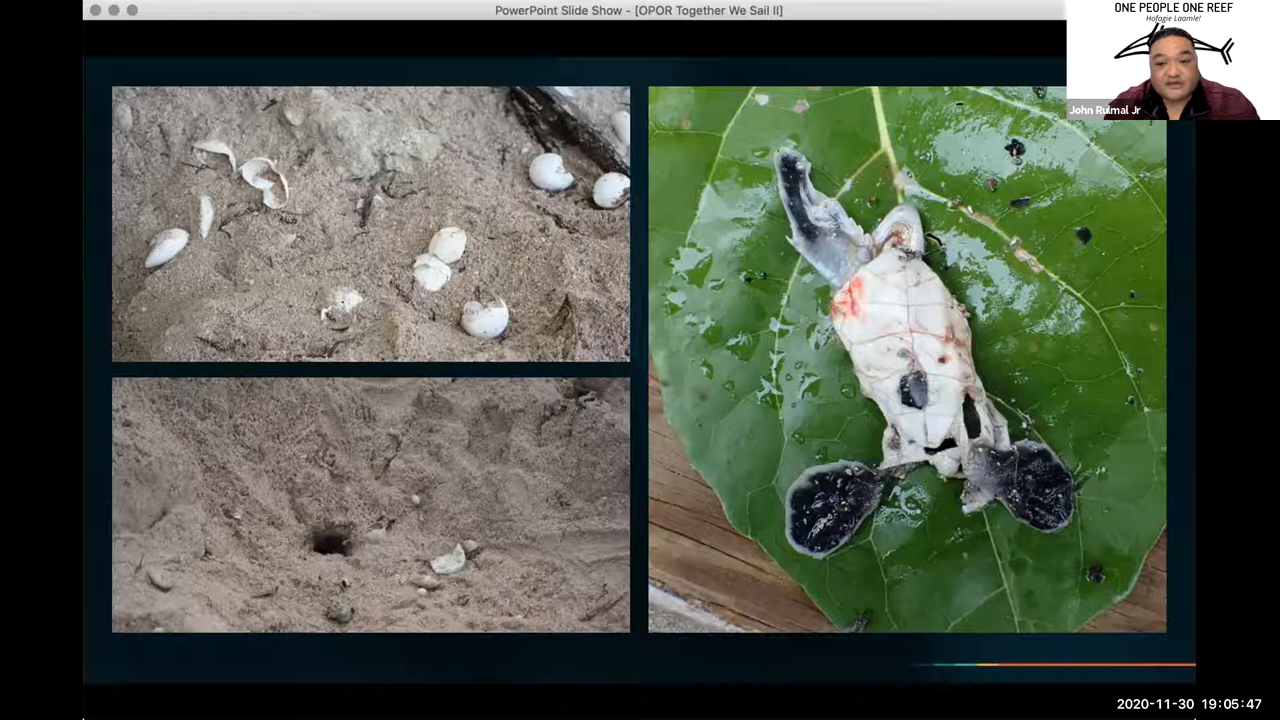 PowerPoint Slide Show - [OPOR Together We Sail II]
ONE PEOPLE ONE REEF
Hofagie Laamle!
John Rulmal Jr
2020-11-30 19:05:47